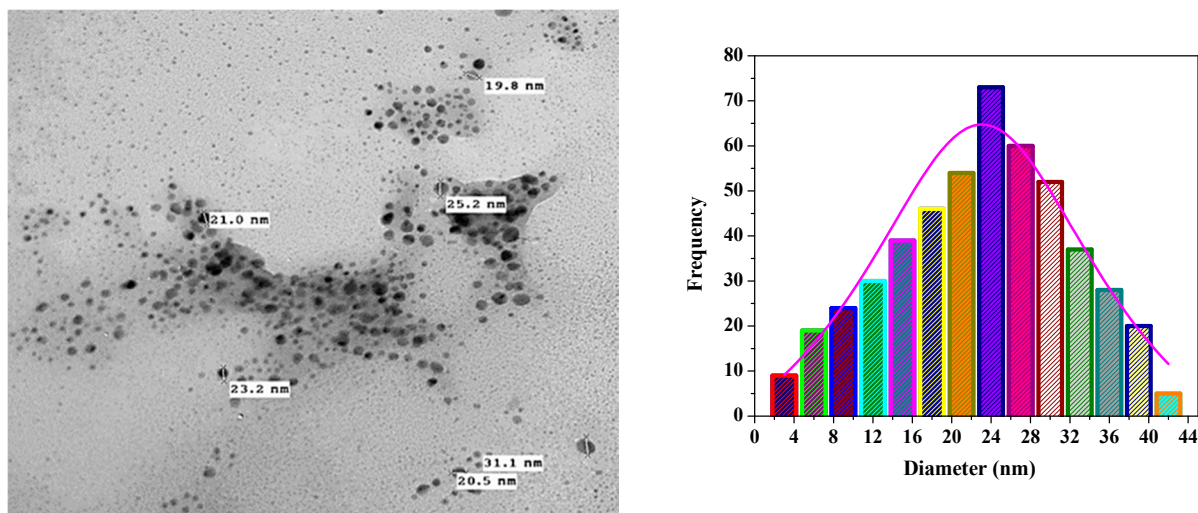 19.8 nm
25.2 nm
21.0 nm
23.2 nm
31.1 nm
20.5 nm
80
70
60
50
40
30
20
10
0
Frequency
0 4 8 12 16 20 24 28 32 36 40 44
Diameter (nm)